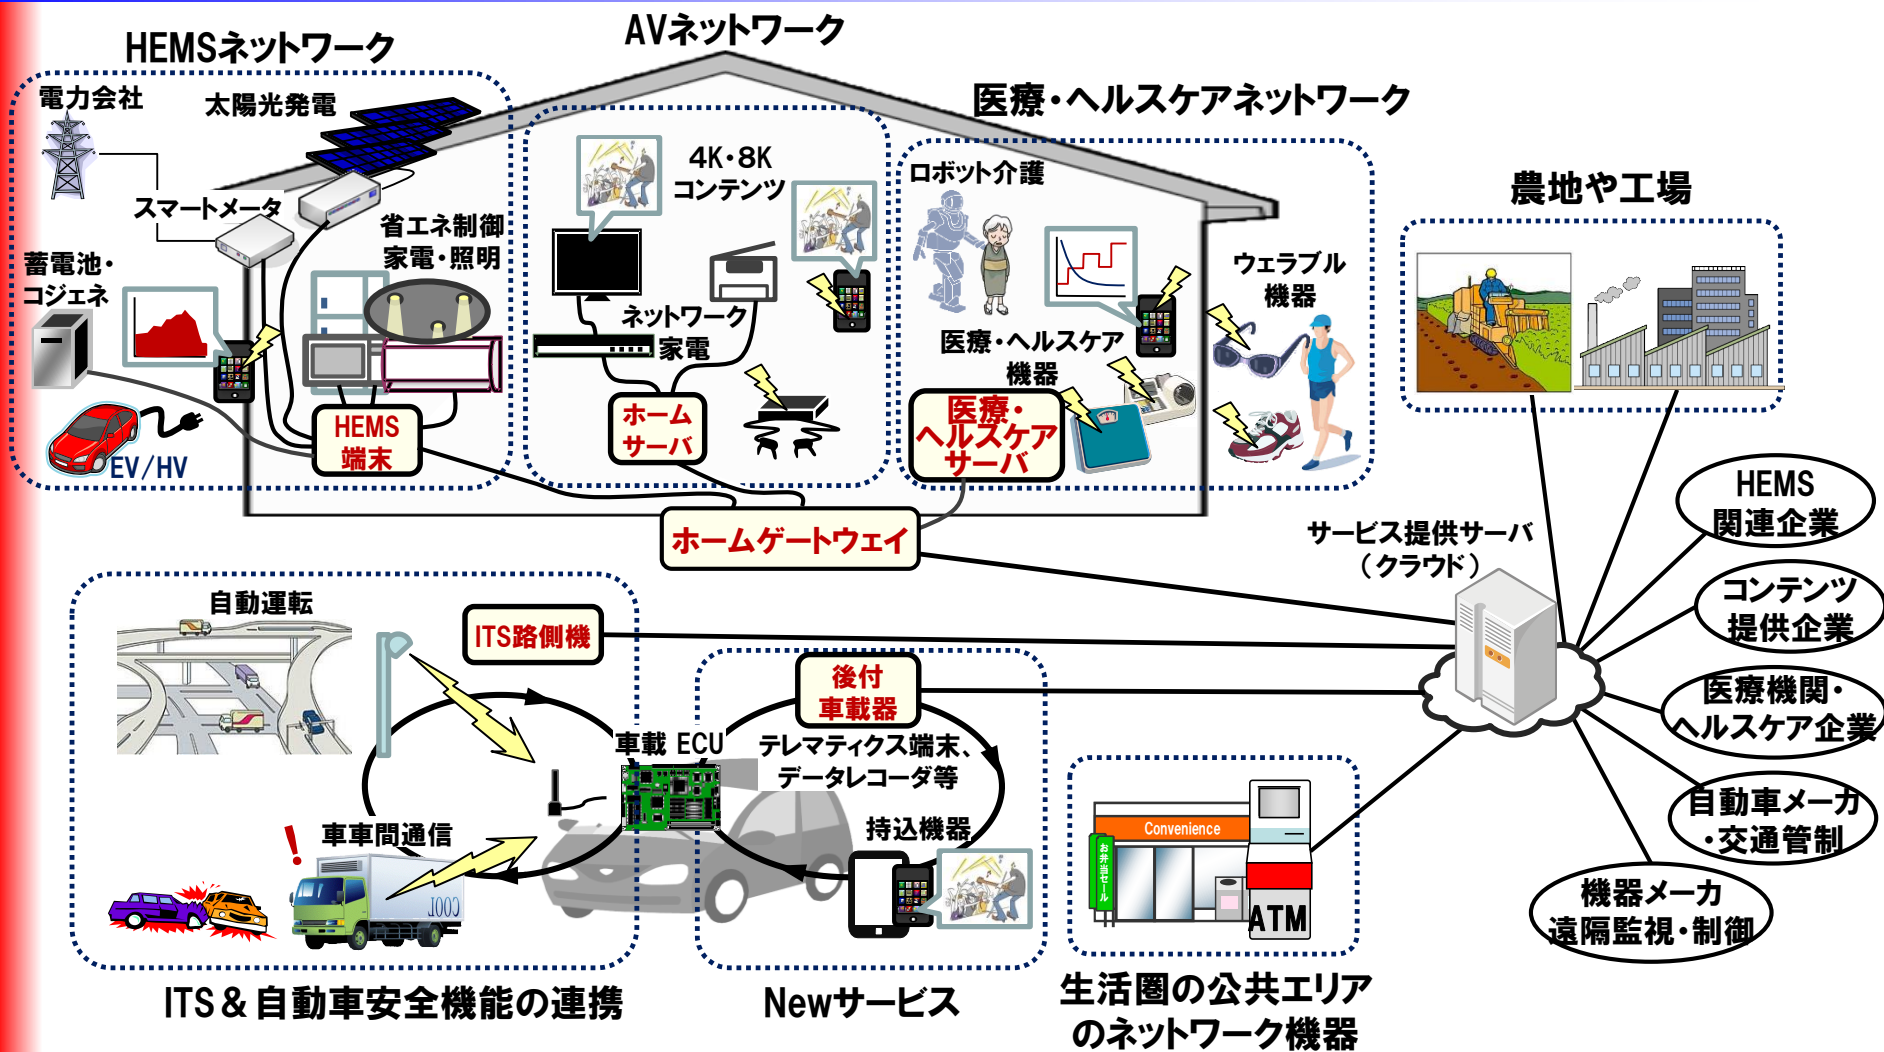 HEMSネットワーク
AVネットワーク
医療・ヘルスケアネットワーク
電力会社
太陽光発電
スマートメータ
省エネ制御
家電・照明
蓄電池・
コジェネ
EV/HV
HEMS
端末
4K・8K
コンテンツ
ネットワーク
家電
ホーム
サーバ
ロボット介護
ウェラブル
機器
医療・ヘルスケア
機器
医療・
ヘルスケア
サーバ
農地や工場
ホームゲートウェイ
サービス提供サーバ
（クラウド）
HEMS
関連企業
コンテンツ
提供企業
医療機関・
ヘルスケア企業
自動車メーカ
・交通管制
機器メーカ
遠隔監視・制御
自動運転
ITS路側機
車載 ECU
車車間通信
!
COOL
ITS＆自動車安全機能の連携
後付
車載器
テレマティクス端末、
データレコーダ等
持込機器
Newサービス
Convenience
お弁当セール
ATM
生活圏の公共エリア
のネットワーク機器